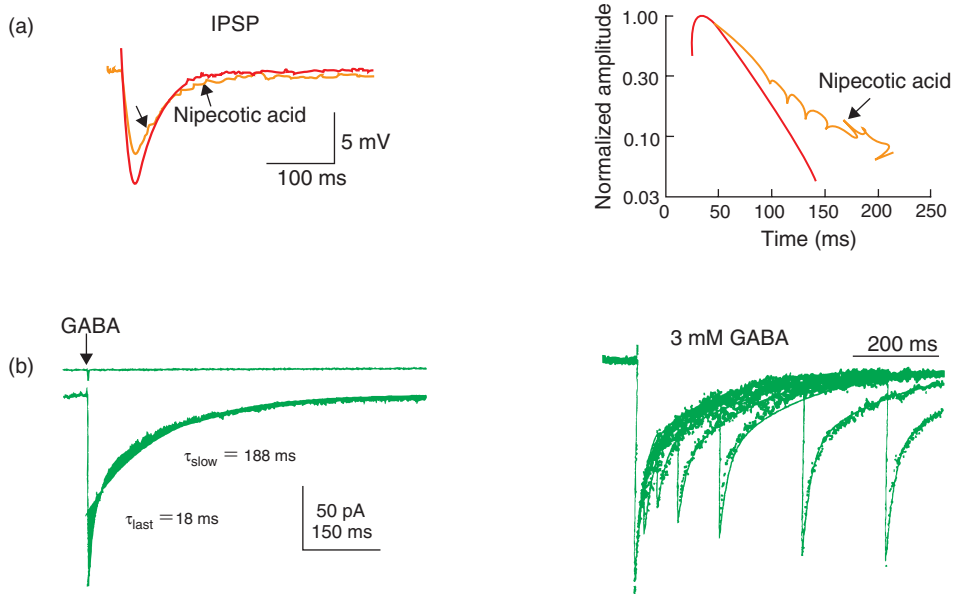 (a)
IPSP
Nipecotic acid
5 mV
100 ms
Normalized amplitude
1.00
0.30
0.10
0.03
Nipecotic acid
0 50 100 150 200 250
Time (ms)
(b)
GABA
τslow = 188 ms
τlast = 18 ms
50 pA
150 ms
3 mM GABA
200 ms